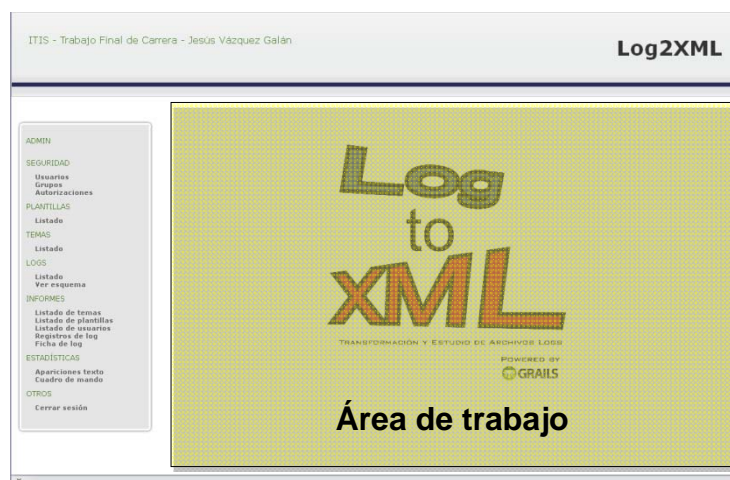 ITIS - Trabajo Final de Carrera - Jesús Vázquez Galán
Log2XML
ADMIN
SEGURIDAD
Usuarios
Grupos
Autorizaciones
PLANTILLAS
Listado
TEMAS
Listado
LOGS
Listado
Ver esquema
INFORMES
Listado de temas
Listado de plantillas
Listado de usuarios
Registros de log
Ficha de log
ESTADÍSTICAS
Apariciones texto
Cuadro de mando
OTROS
Cerrar sesión
Log
to
XML
TRANSFORMACIÓN Y ESTUDIO DE ARCHIVOS LOGS
POWERED BY
GRAILS
Área de trabajo